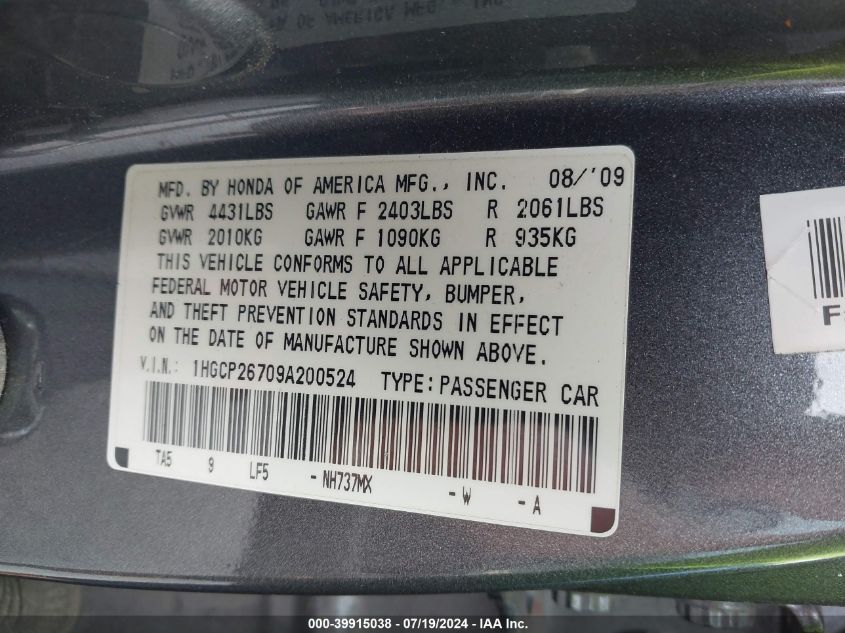 MFD. BY HONDA OF AMERICA MFG., INC. 08/'09
GVWR 4431LBS GAWR F 2403LBS R 2061LBS
GVWR 2010KG GAWR F 1090KG R 935KG
THIS VEHICLE CONFORMS TO ALL APPLICABLE
FEDERAL MOTOR VEHICLE SAFETY, BUMPER,
AND THEFT PREVENTION STANDARDS IN EFFECT
ON THE DATE OF MANUFACTURE SHOWN ABOVE.
V.I.N.: 1HGCP26709A200524 TYPE:PASSENGER CAR
TA5 9 LF5 - NH737MX - W - A
000-39915038 - 07/19/2024 - IAA Inc.